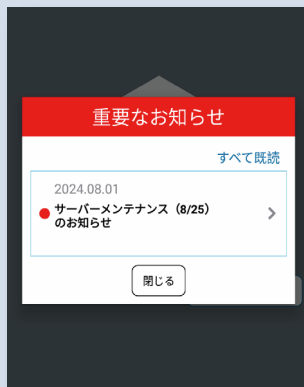 重要なお知らせ
すべて既読
2024.08.01
サーバーメンテナンス（8/25）
のお知らせ
閉じる